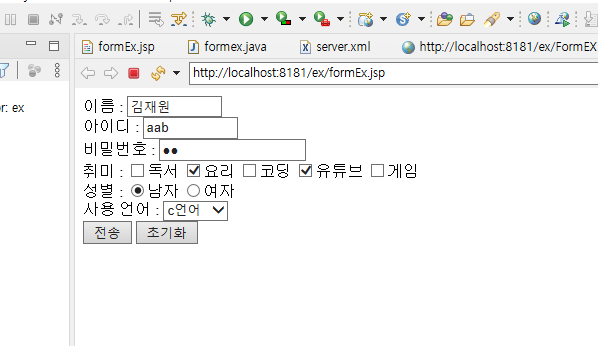 formEx.jsp formex.java server.xml http://localhost:8181/ex/FormEX
http://localhost:8181/ex/formEx.jsp
or: ex
이름 : 김재원
아이디 : aab
비밀번호 : ●●
취미 : 독서 요리 코딩 유튜브 게임
성별 : 남자 여자
사용 언어 : c언어
전송 초기화